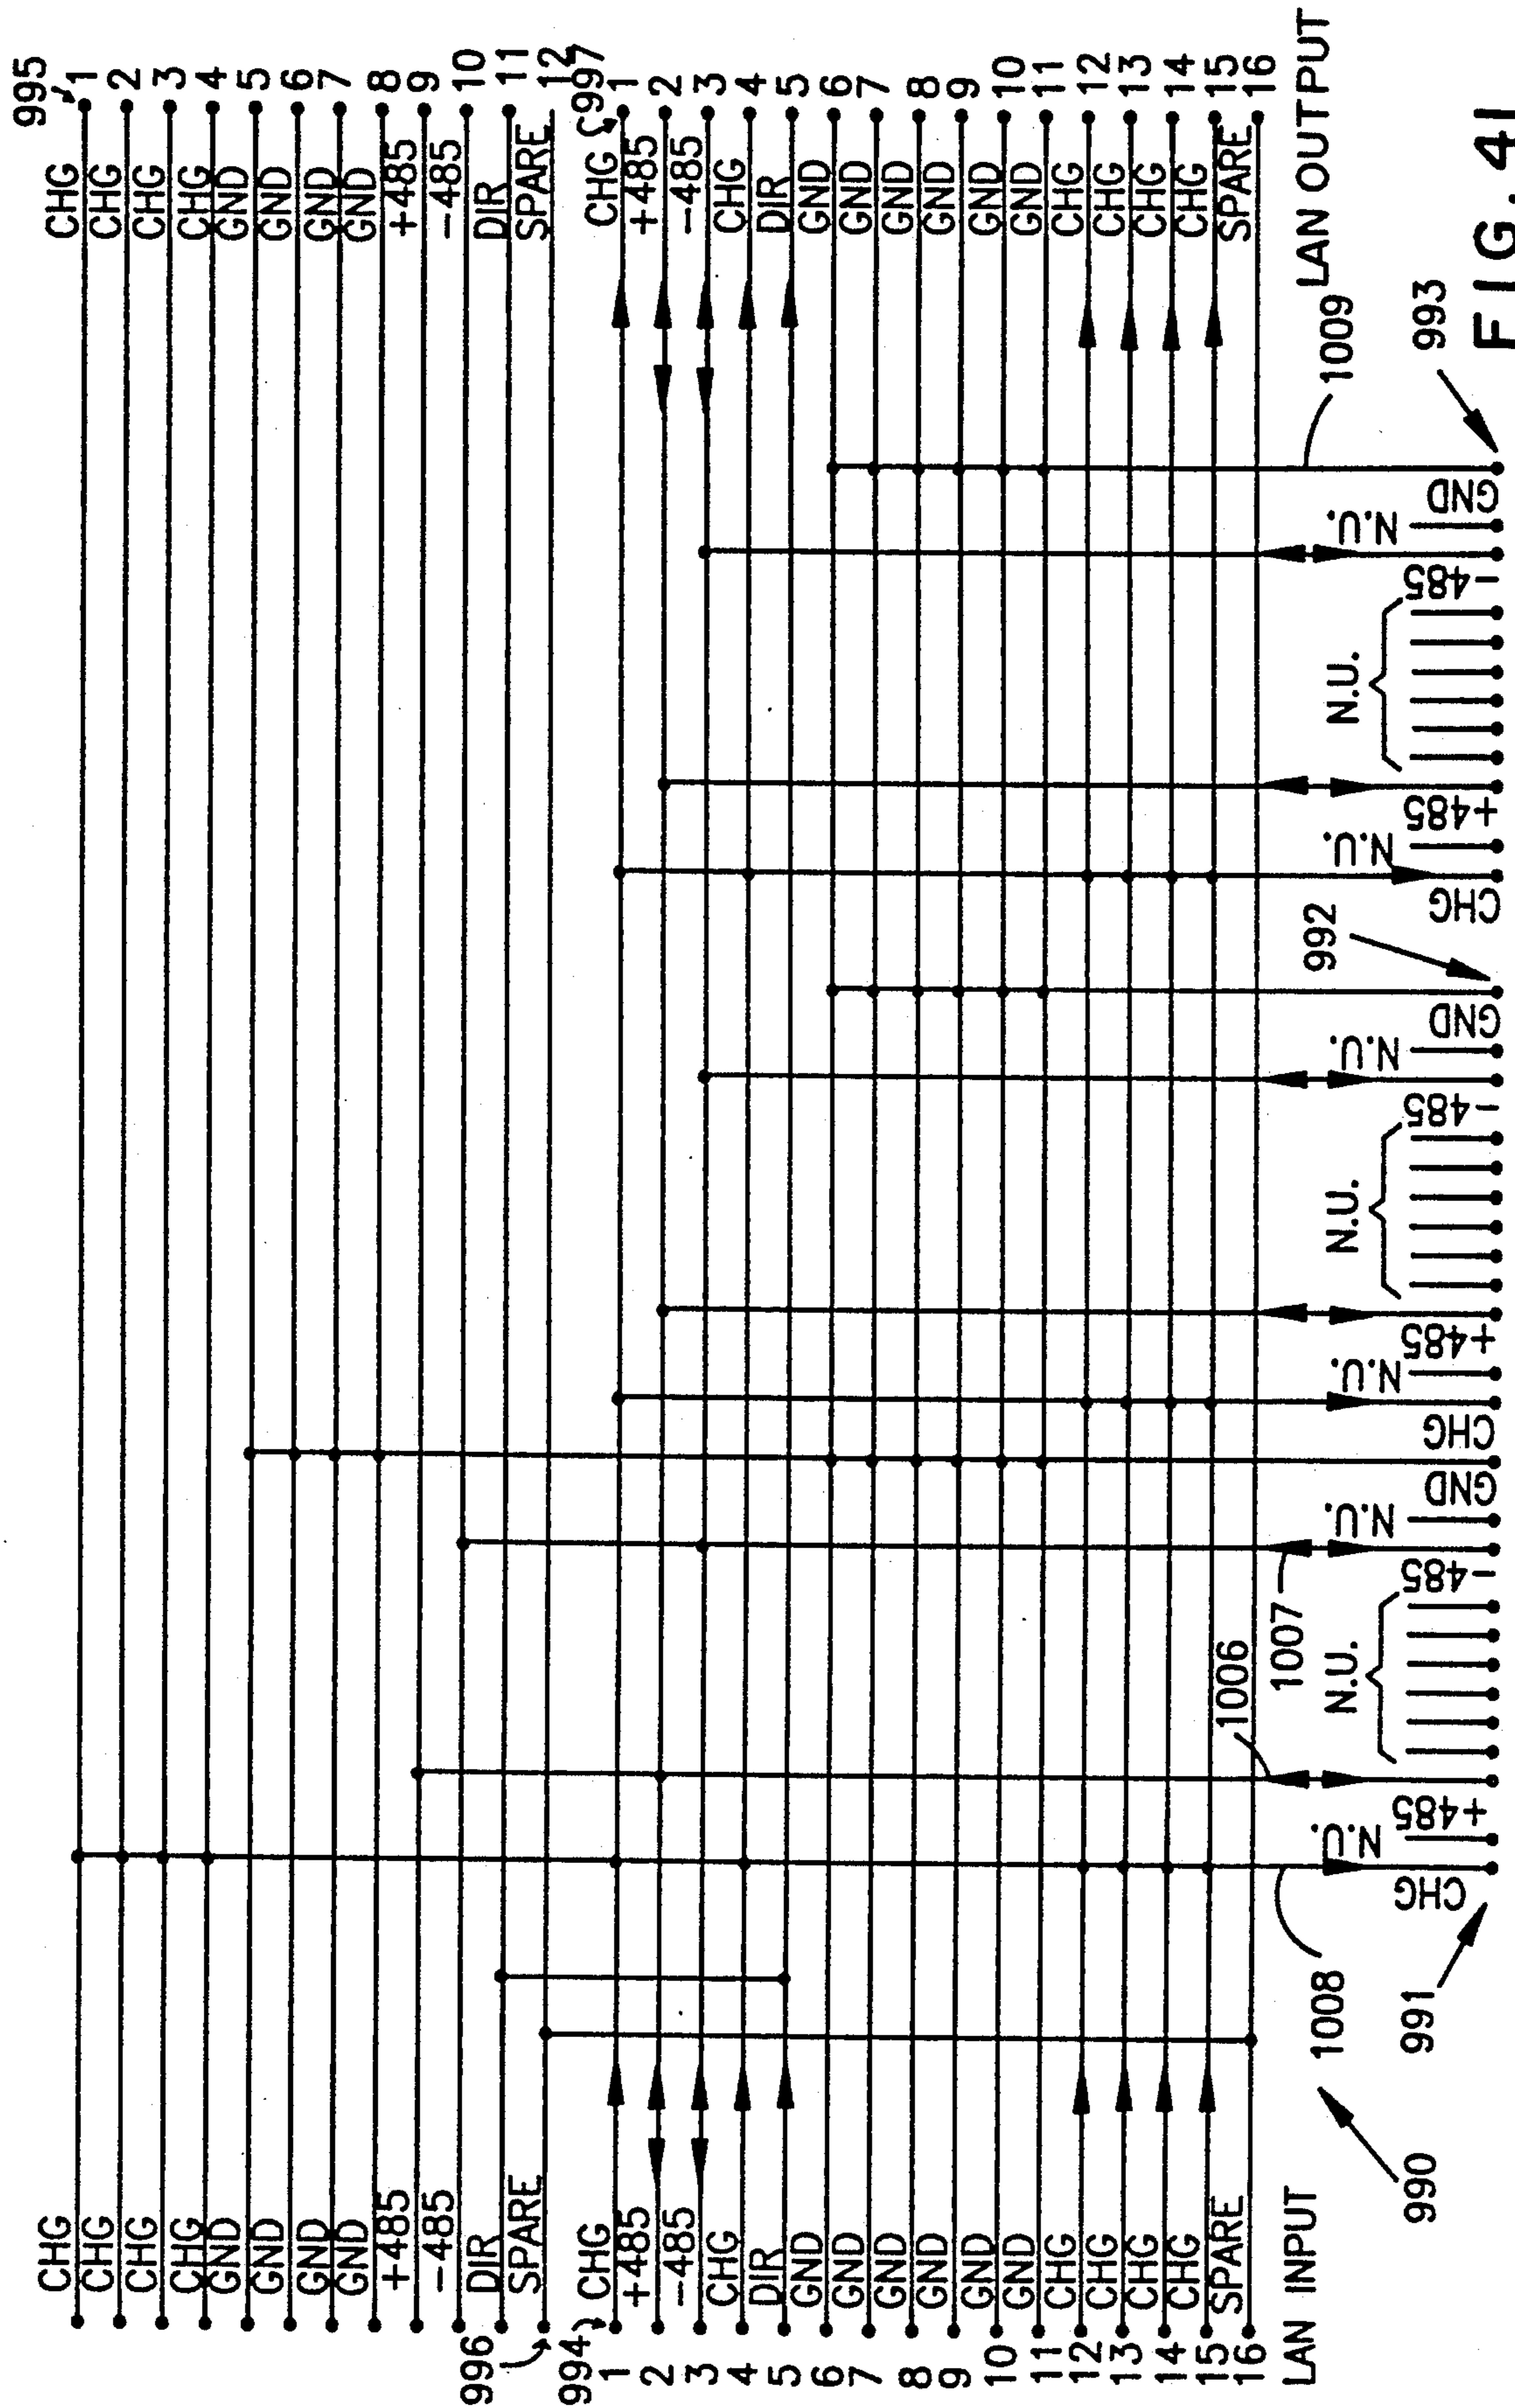 995
CHG
CHG
CHG
CHG
GND
GND
GND
GND
+485
-485
DIR
SPARE
996
CHG 1
CHG 2
CHG 3
CHG 4
GND 5
GND 6
GND 7
GND 8
+485 9
-485 10
DIR 11
SPARE 12
994
1 CHG
2 +485
3 -485
4 CHG
5 DIR
6 GND
7 GND
8 GND
9 GND
10 GND
11 GND
12 CHG
13 CHG
14 CHG
15 CHG
16 SPARE
LAN INPUT
997
CHG 1
+485 2
-485 3
CHG 4
DIR 5
GND 6
GND 7
GND 8
GND 9
GND 10
GND 11
CHG 12
CHG 13
CHG 14
CHG 15
SPARE 16
LAN OUTPUT
1006
1007
1008
1009
990
991
992
993
CHG
N.U.
+485
N.U.
-485
N.U.
GND
CHG
N.U.
+485
N.U.
-485
N.U.
GND
CHG
N.U.
+485
N.U.
-485
N.U.
GND
FIG. 41